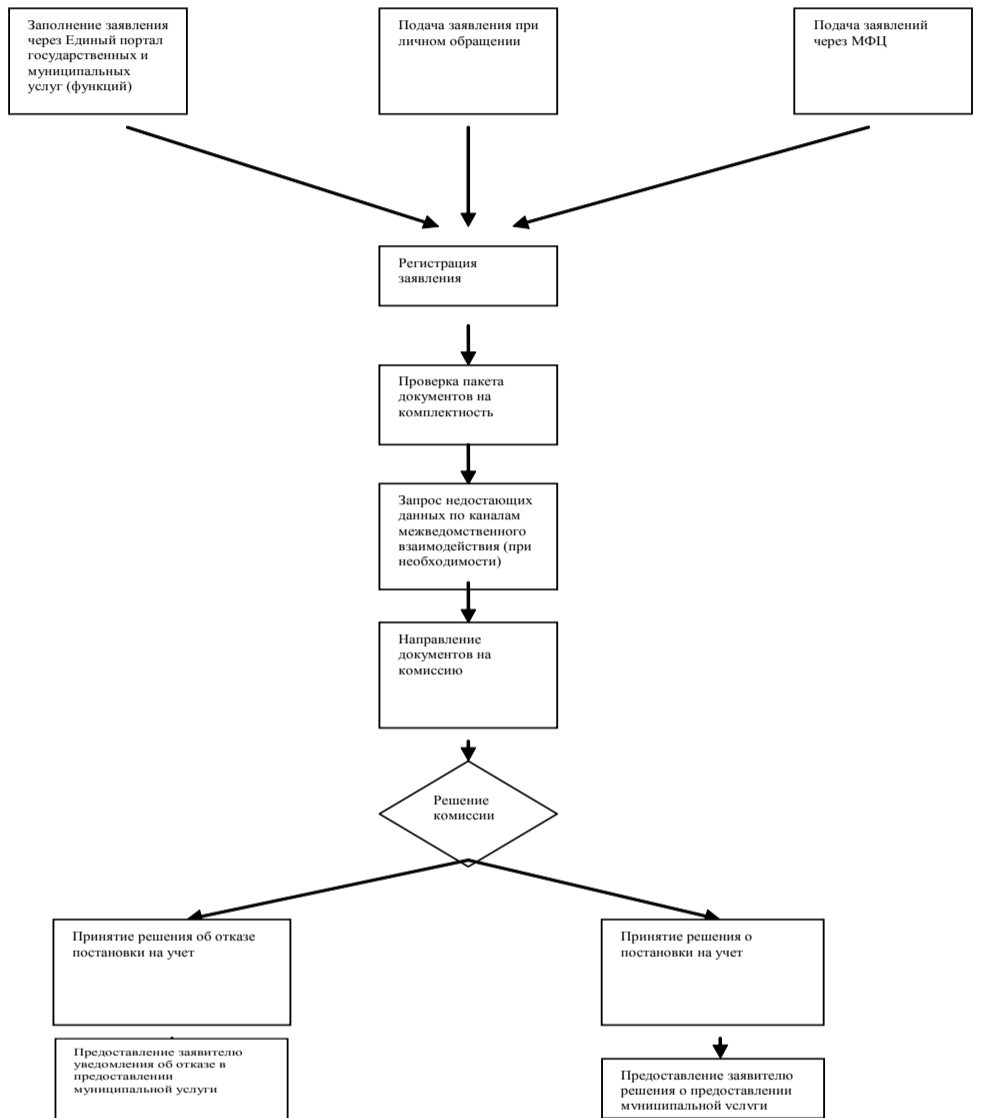 Заполнение заявления
через Единый портал
государственных и
муниципальных
услуг (функций)
Подача заявления при
личном обращении
Подача заявлений
через МФЦ
Регистрация
заявления
Проверка пакета
документов на
комплектность
Запрос недостающих
данных по каналам
межведомственного
взаимодействия (при
необходимости)
Направление
документов на
комиссию
Решение
комиссии
Принятие решения об отказе
постановки на учет
Принятие решения о
постановки на учет
Предоставление заявителю
уведомления об отказе в
предоставлении
муниципальной услуги
Предоставление заявителю
решения о предоставлении
муниципальной услуги